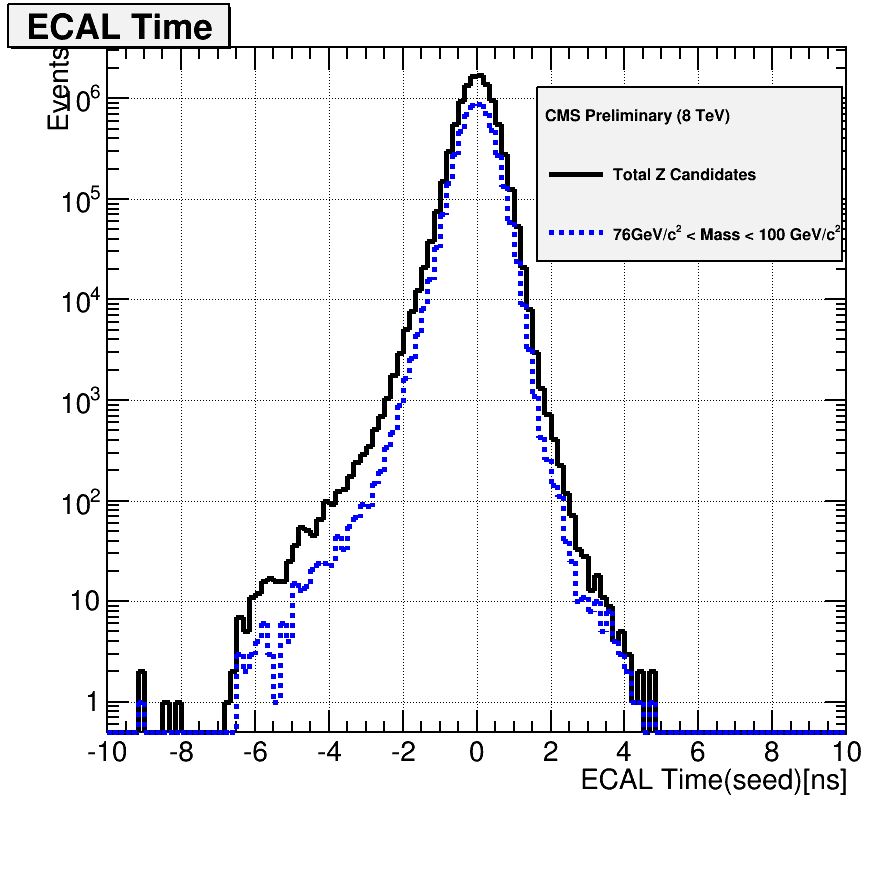 ECAL Time
Events
10⁶
10⁵
10⁴
10³
10²
10
1
CMS Preliminary (8 TeV)
Total Z Candidates
76GeV/c² < Mass < 100 GeV/c²
-10 -8 -6 -4 -2 0 2 4 6 8 10
ECAL Time(seed)[ns]